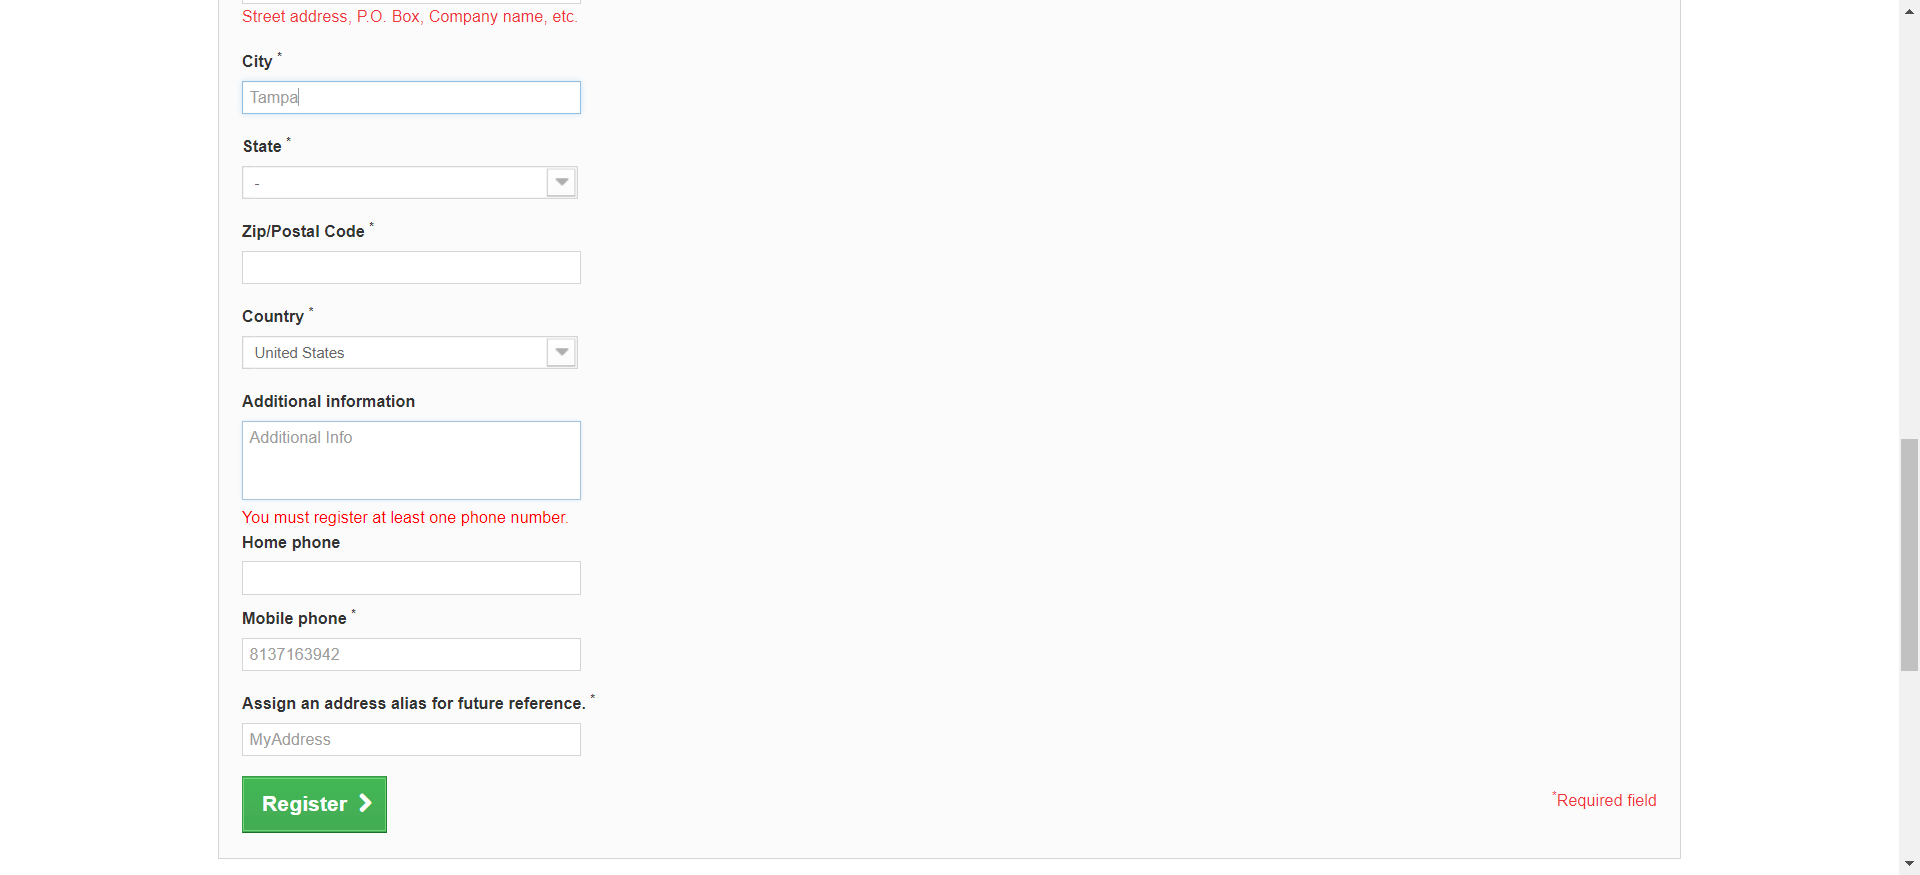 Street address, P.O. Box, Company name, etc.
City *
Tampa
State *
-
Zip/Postal Code *
Country *
United States
Additional information
Additional Info
You must register at least one phone number.
Home phone
Mobile phone *
8137163942
Assign an address alias for future reference. *
MyAddress
Register
*Required field